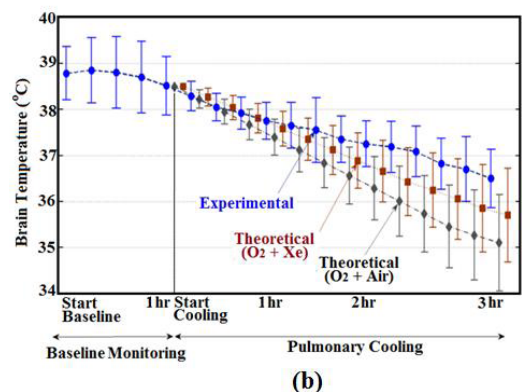 40
39
38
37
36
35
34
Brain Temperature (°C)
Experimental
Theoretical
(O2 + Xe)
Theoretical
(O2 + Air)
Start
Baseline
1hr
Start
Cooling
1hr
2hr
3hr
Baseline Monitoring
Pulmonary Cooling
(b)